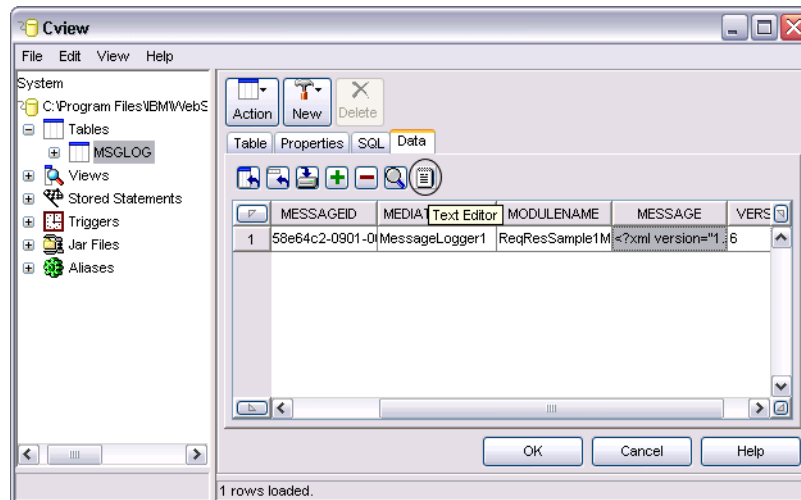 Cview
File Edit View Help
System
C:\Program Files\IBM\WebS
Tables
MSGLOG
Views
Stored Statements
Triggers
Jar Files
Aliases
Action New Delete
Table Properties SQL Data
MESSAGEID MEDIAT MODULENAME MESSAGE VERS
Text Editor
1 58e64c2-0901-0 MessageLogger1 ReqResSample1M <?xml version="1. 6
OK Cancel Help
1 rows loaded.